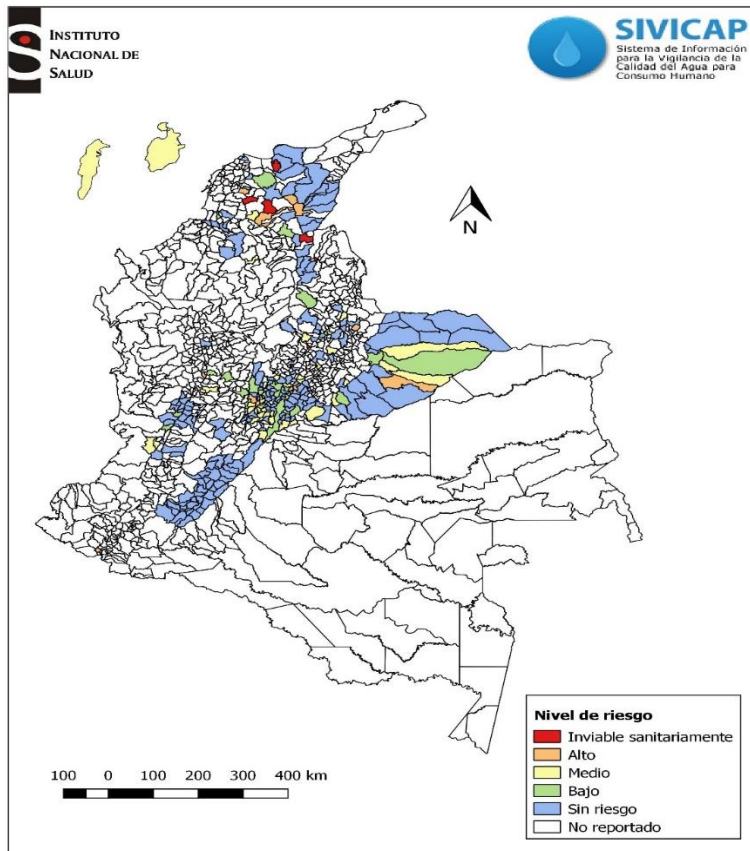 INSTITUTO
NACIONAL DE
SALUD
SIVICAP
Sistema de Información
para la Vigilancia de la
Calidad del Agua para
Consumo Humano
N
Nivel de riesgo
Inviable sanitariamente
Alto
Medio
Bajo
Sin riesgo
No reportado
100 0 100 200 300 400 km